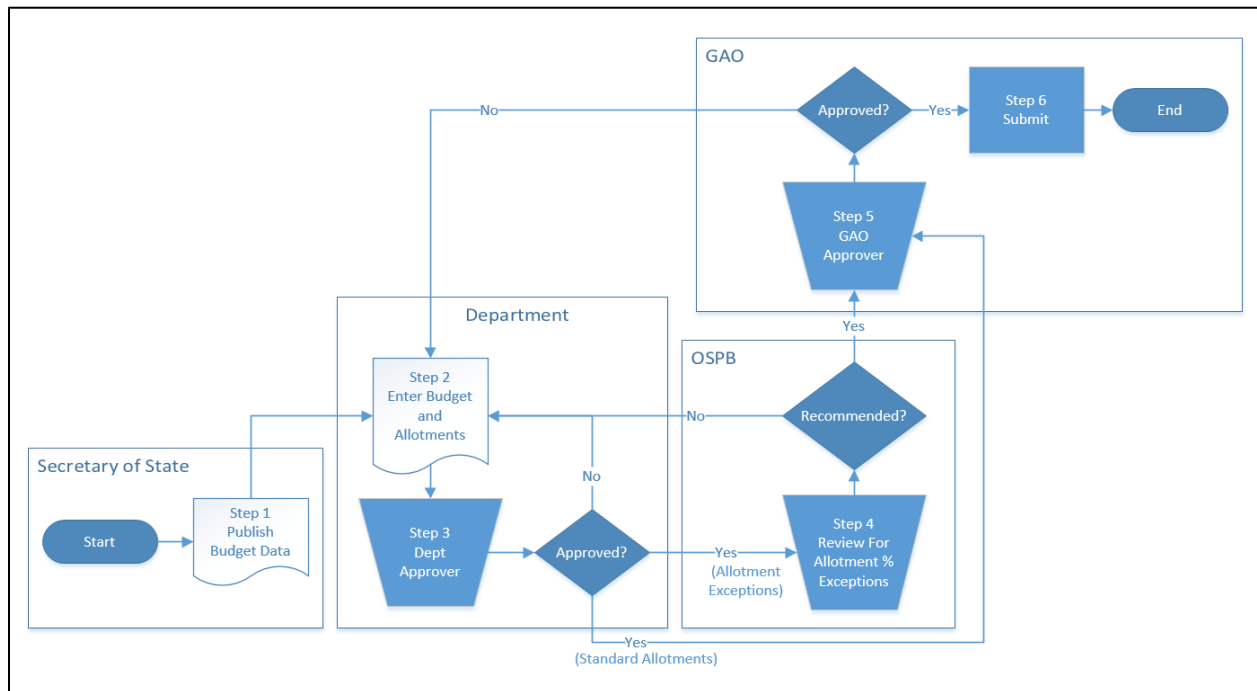 GAO
Approved?
Yes
Step 6
Submit
End
No
Step 5
GAO
Approver
Department
Yes
OSPB
Step 2
Enter Budget
and
Allotments
No
Recommended?
Secretary of State
No
Start
Step 1
Publish
Budget Data
Step 3
Dept
Approver
Approved?
Yes
(Allotment
Exceptions)
Step 4
Review For
Allotment %
Exceptions
Yes
(Standard Allotments)